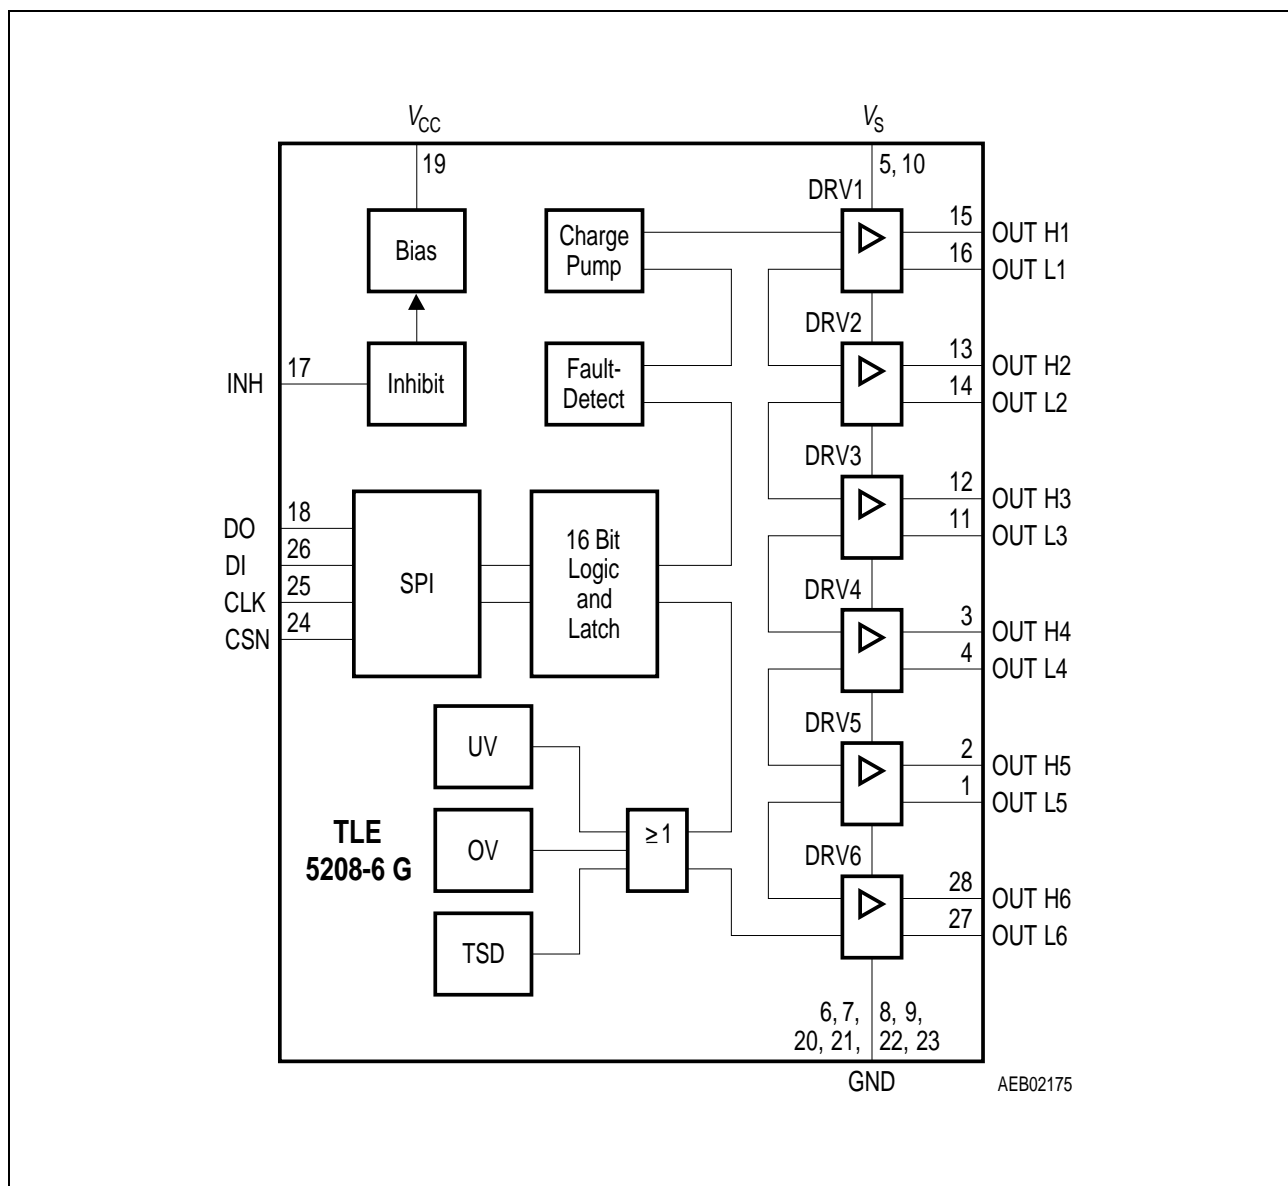 VCC
VS
19
5, 10
DRV1
15
OUT H1
Bias
Charge
Pump
16
OUT L1
DRV2
13
OUT H2
INH
17
Inhibit
Fault-
Detect
14
OUT L2
DRV3
12
OUT H3
11
OUT L3
DO
18
DI
26
CLK
25
CSN
24
SPI
16 Bit
Logic
and
Latch
DRV4
3
OUT H4
4
OUT L4
DRV5
2
OUT H5
1
OUT L5
UV
OV
TSD
≥1
TLE
5208-6 G
DRV6
28
OUT H6
27
OUT L6
6, 7,
20, 21,
8, 9,
22, 23
GND
AEB02175